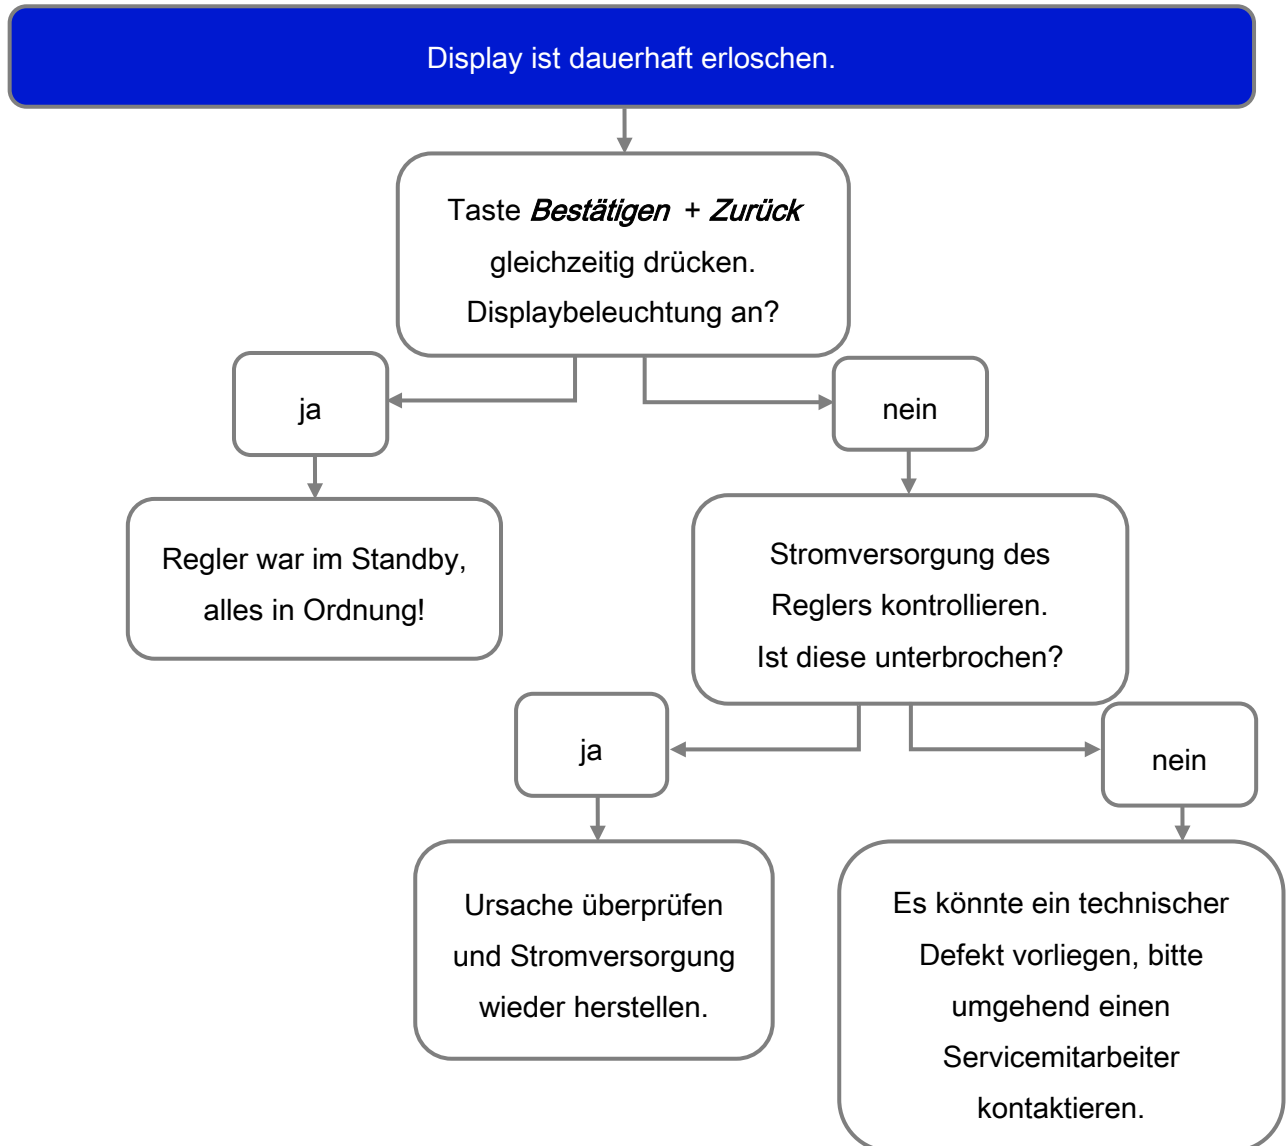 Display ist dauerhaft erloschen.
Taste Bestätigen + Zurück
gleichzeitig drücken.
Displaybeleuchtung an?
ja
nein
Regler war im Standby,
alles in Ordnung!
Stromversorgung des
Reglers kontrollieren.
Ist diese unterbrochen?
ja
nein
Ursache überprüfen
und Stromversorgung
wieder herstellen.
Es könnte ein technischer
Defekt vorliegen, bitte
umgehend einen
Servicemitarbeiter
kontaktieren.